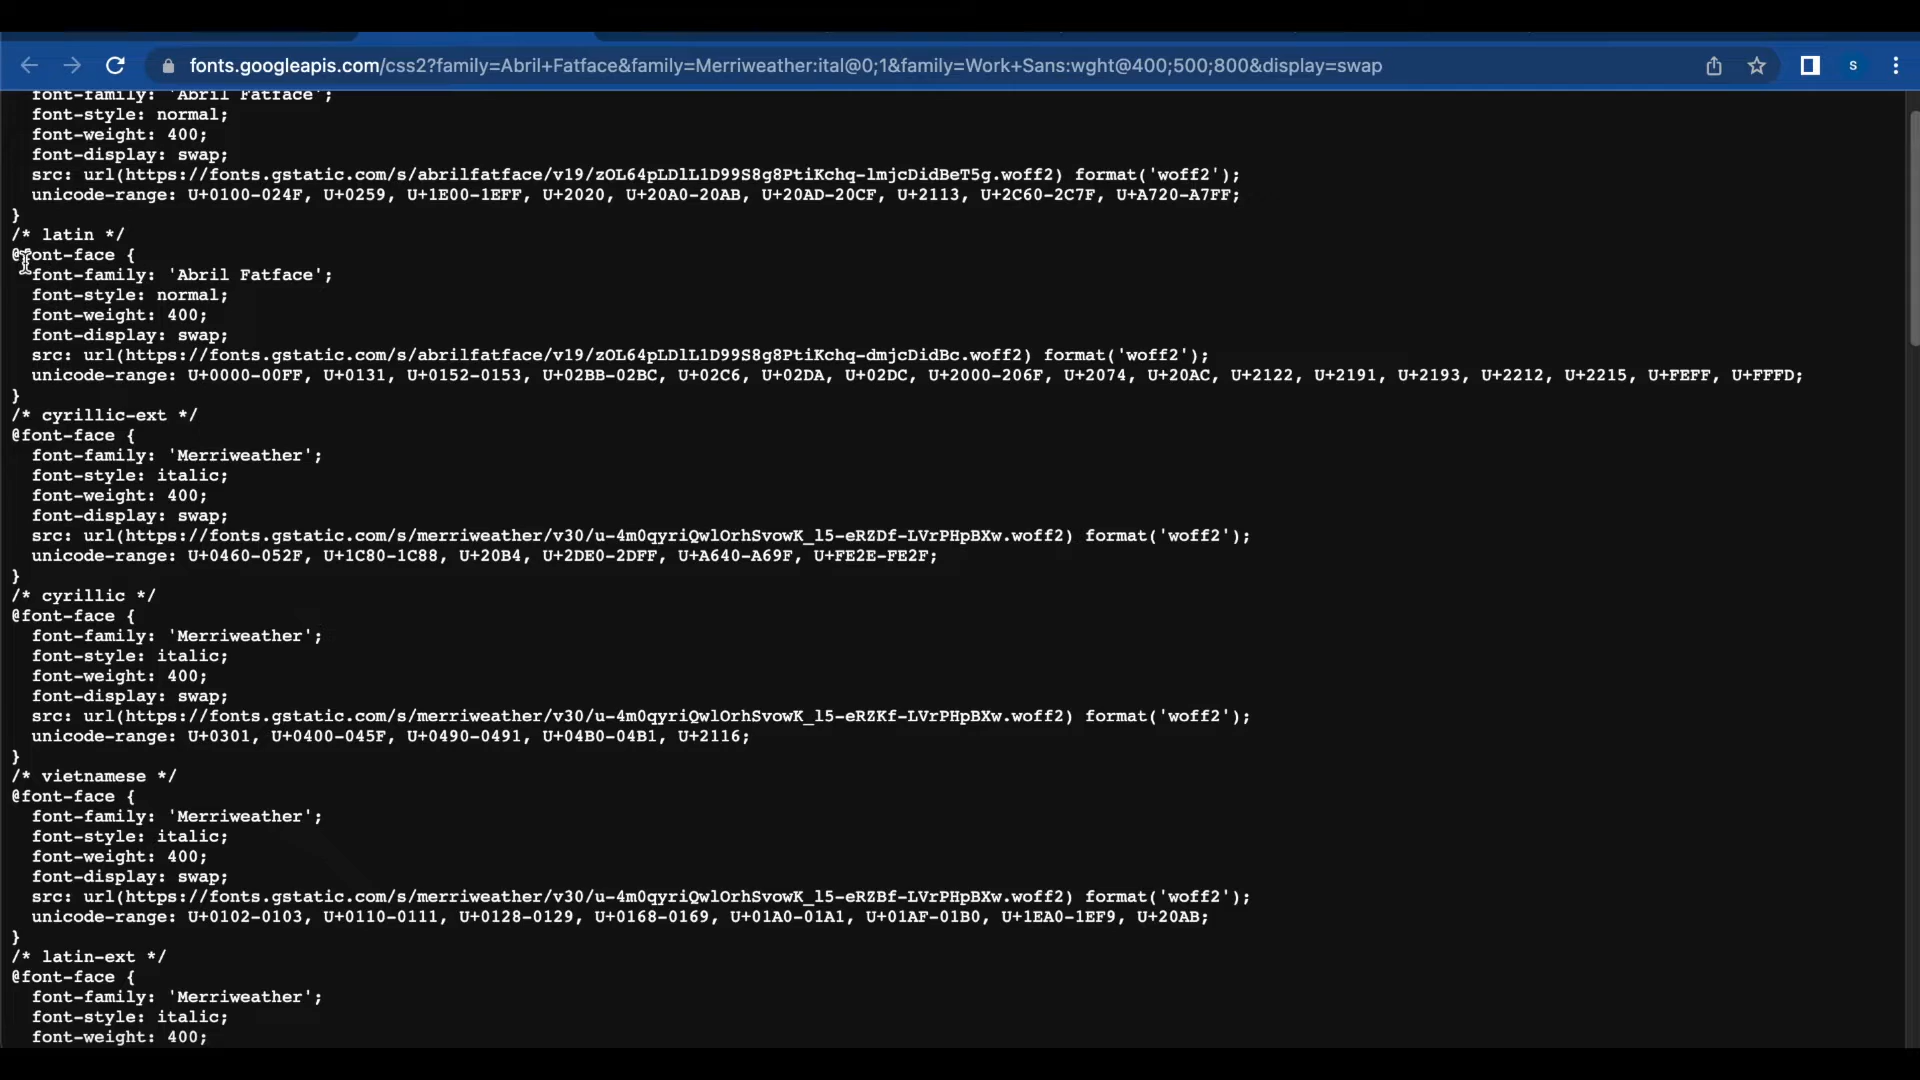 fonts.googleapis.com/css2?family=Abril+Fatface&family=Merriweather:ital@0;1&family=Work+Sans:wght@400;500;800&display=swap
S
font-family: 'Abril Fatface';
font-style: normal;
font-weight: 400;
font-display: swap;
src: url(https://fonts.gstatic.com/s/abrilfatface/v19/zOL64pLDlL1D99S8g8PtiKchq-lmjcDidBeT5g.woff2) format('woff2');
unicode-range: U+0100-024F, U+0259, U+1E00-1EFF, U+2020, U+20A0-20AB, U+20AD-20CF, U+2113, U+2C60-2C7F, U+A720-A7FF;
}
/* latin */
@font-face {
font-family: 'Abril Fatface';
font-style: normal;
font-weight: 400;
font-display: swap;
src: url(https://fonts.gstatic.com/s/abrilfatface/v19/zOL64pLDlL1D99S8g8PtiKchq-dmjcDidBc.woff2) format('woff2');
unicode-range: U+0000-00FF, U+0131, U+0152-0153, U+02BB-02BC, U+02C6, U+02DA, U+02DC, U+2000-206F, U+2074, U+20AC, U+2122, U+2191, U+2193, U+2212, U+2215, U+FEFF, U+FFFD;
}
/* cyrillic-ext */
@font-face {
font-family: 'Merriweather';
font-style: italic;
font-weight: 400;
font-display: swap;
src: url(https://fonts.gstatic.com/s/merriweather/v30/u-4m0qyriQwlOrhSvowK_l5-eRZDf-LVrPHpBXw.woff2) format('woff2');
unicode-range: U+0460-052F, U+1C80-1C88, U+20B4, U+2DE0-2DFF, U+A640-A69F, U+FE2E-FE2F;
}
/* cyrillic */
@font-face {
font-family: 'Merriweather';
font-style: italic;
font-weight: 400;
font-display: swap;
src: url(https://fonts.gstatic.com/s/merriweather/v30/u-4m0qyriQwlOrhSvowK_l5-eRZKf-LVrPHpBXw.woff2) format('woff2');
unicode-range: U+0301, U+0400-045F, U+0490-0491, U+04B0-04B1, U+2116;
}
/* vietnamese */
@font-face {
font-family: 'Merriweather';
font-style: italic;
font-weight: 400;
font-display: swap;
src: url(https://fonts.gstatic.com/s/merriweather/v30/u-4m0qyriQwlOrhSvowK_l5-eRZBf-LVrPHpBXw.woff2) format('woff2');
unicode-range: U+0102-0103, U+0110-0111, U+0128-0129, U+0168-0169, U+01A0-01A1, U+01AF-01B0, U+1EA0-1EF9, U+20AB;
}
/* latin-ext */
@font-face {
font-family: 'Merriweather';
font-style: italic;
font-weight: 400;